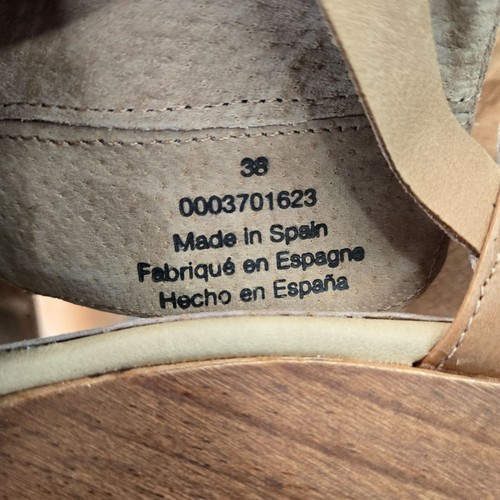 38
0003701623
Made in Spain
Fabriqué en Espagne
Hecho en España